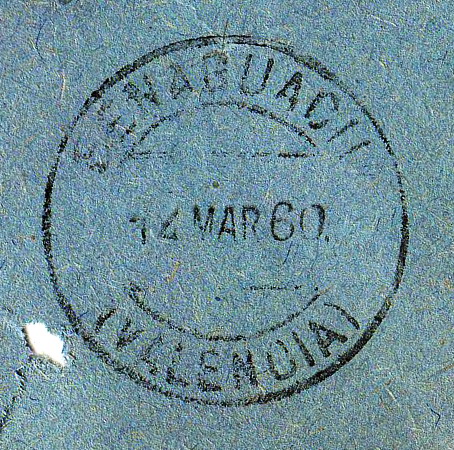 BENAGUACIL
14 MAR 60.
(VALENCIA)